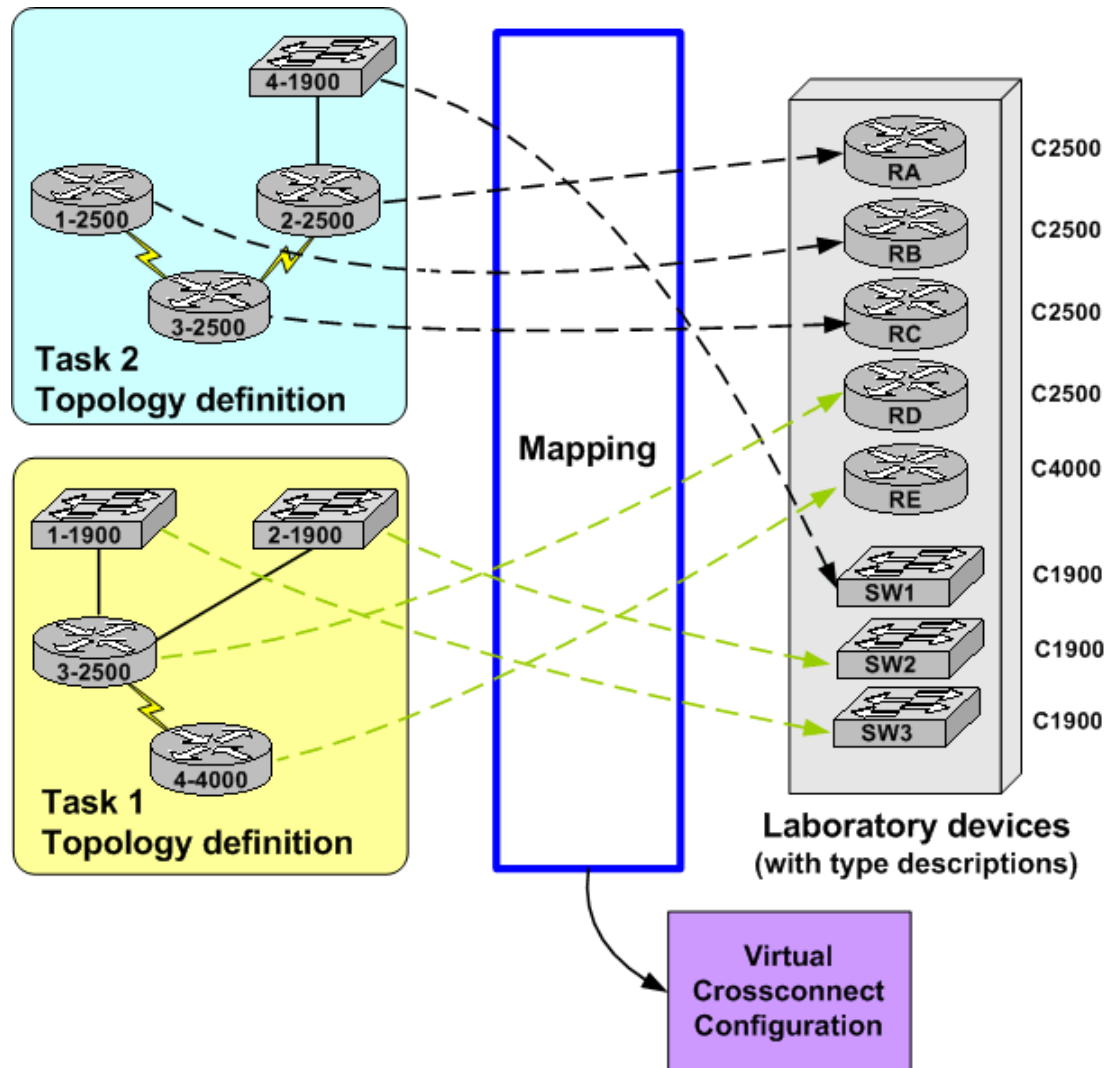 4-1900
1-2500
2-2500
3-2500
Task 2
Topology definition
1-1900
2-1900
3-2500
4-4000
Task 1
Topology definition
Mapping
RA
C2500
RB
C2500
RC
C2500
RD
C2500
RE
C4000
SW1
C1900
SW2
C1900
SW3
C1900
Laboratory devices
(with type descriptions)
Virtual
Crossconnect
Configuration